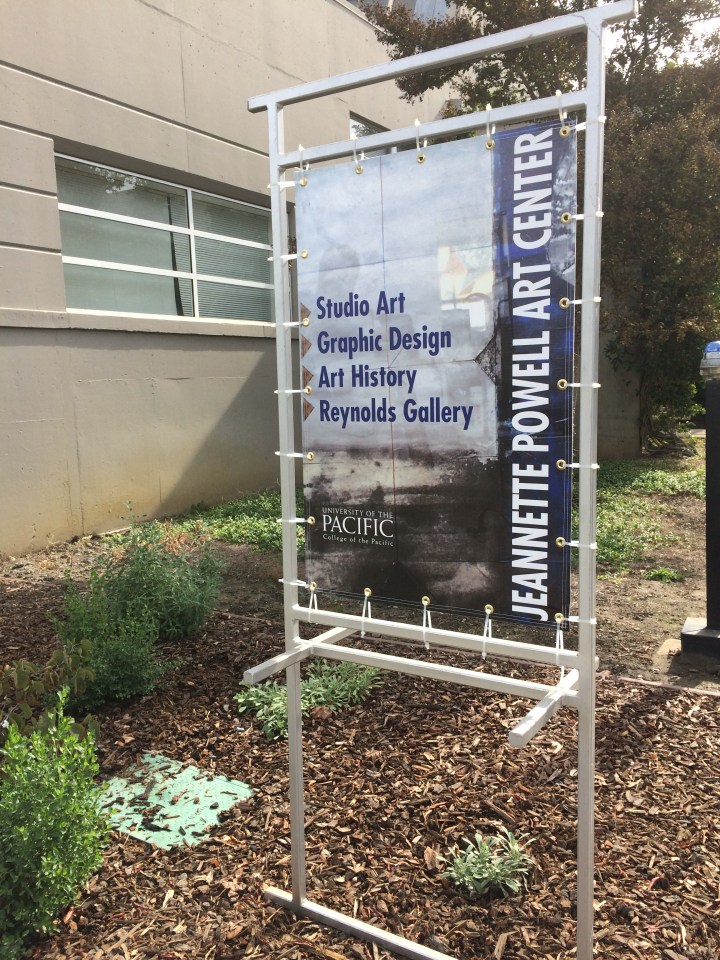 Studio Art
Graphic Design
Art History
Reynolds Gallery
UNIVERSITY OF THE
PACIFIC
College of the Pacific
JEANNETTE POWELL ART CENTER